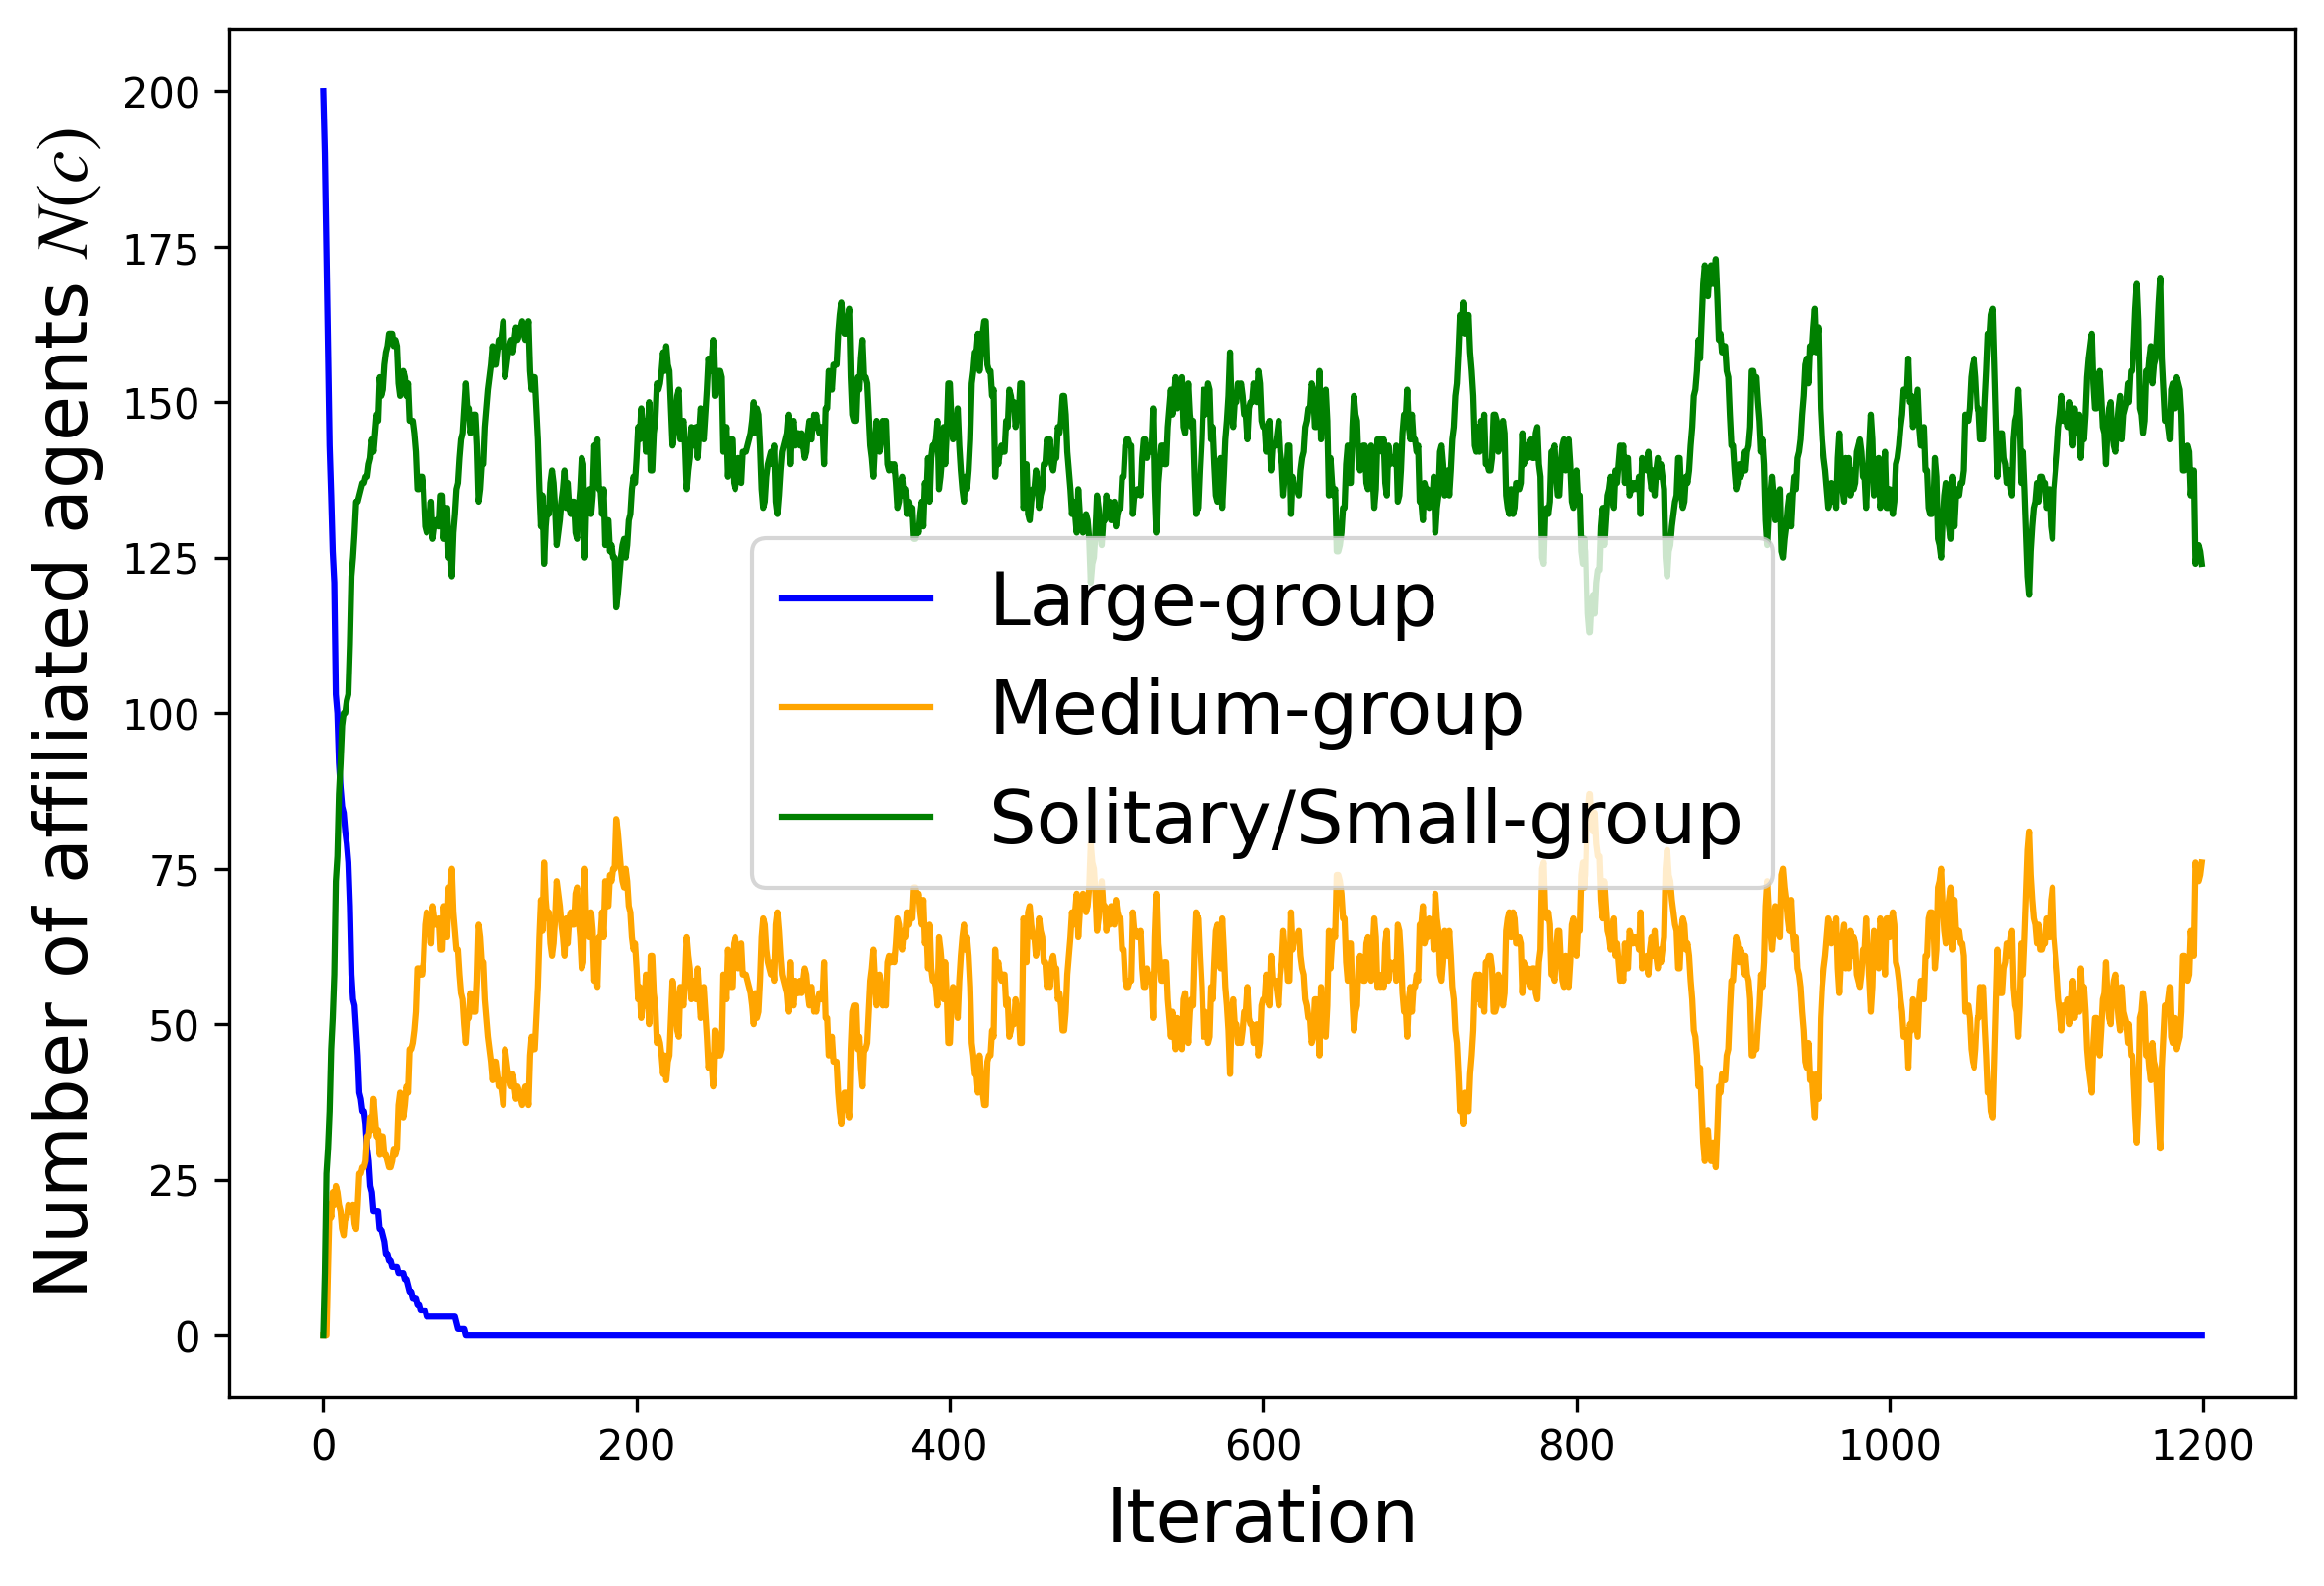 Number of affiliated agents N(c)
200
175
150
125
100
75
50
25
0
Large-group
Medium-group
Solitary/Small-group
0 200 400 600 800 1000 1200
Iteration